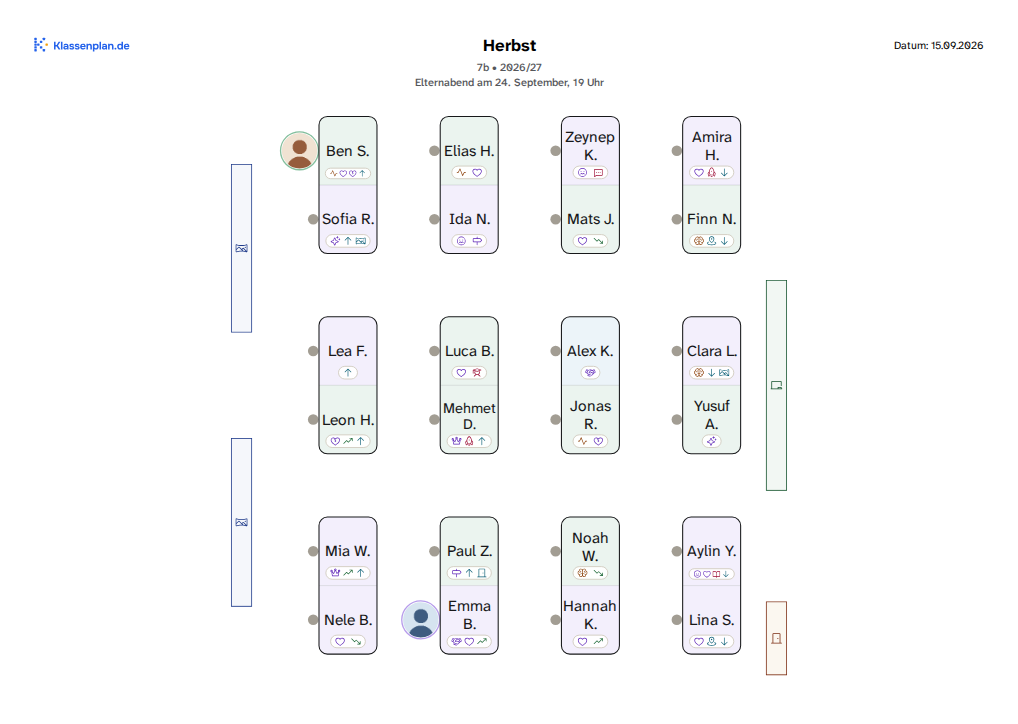 Klassenplan.de
Herbst
Datum: 15.09.2026
7b • 2026/27
Elternabend am 24. September, 19 Uhr
Ben S.
Elias H.
Zeynep
K.
Amira
H.
Sofia R.
Ida N.
Mats J.
Finn N.
Lea F.
Luca B.
Alex K.
Clara L.
Leon H.
Mehmet
D.
Jonas
R.
Yusuf
A.
Mia W.
Paul Z.
Noah
W.
Aylin Y.
Nele B.
Emma
B.
Hannah
K.
Lina S.